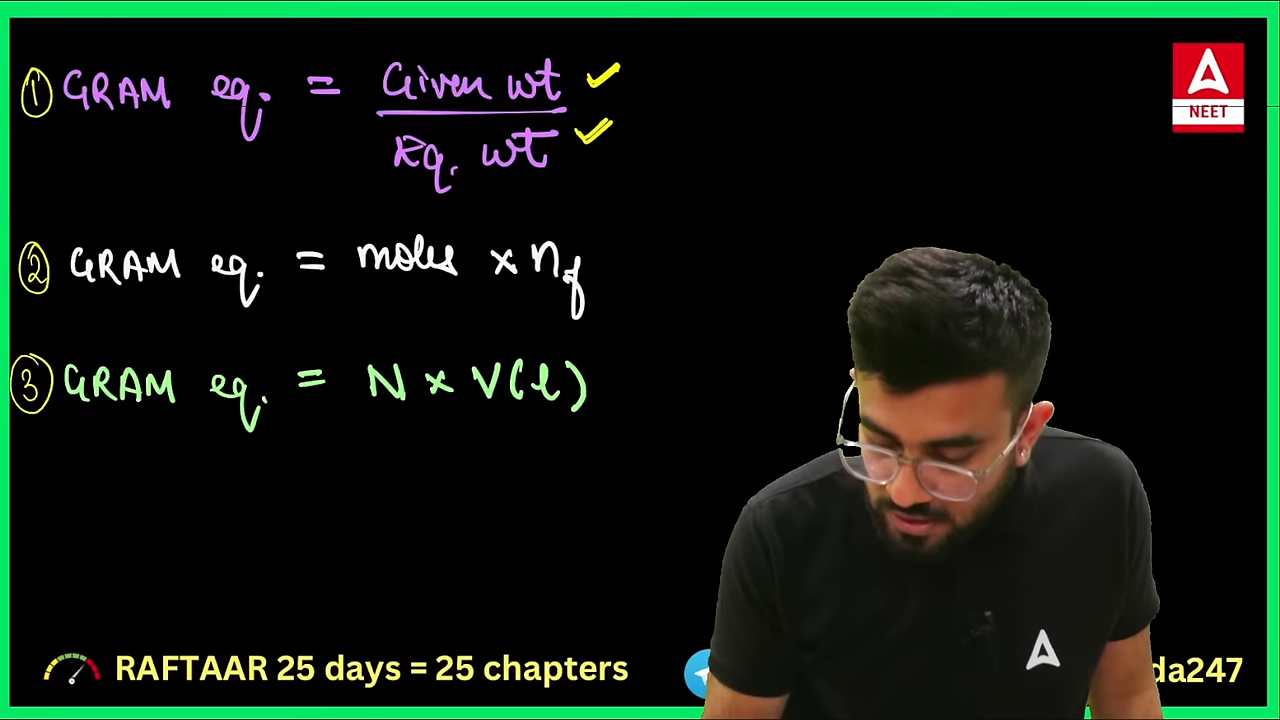 ① GRAM eq. = Given wt
Eq. wt
② GRAM eq. = moles × nf
③ GRAM eq. = N × V(l)
A
NEET
A
RAFTAAR 25 days = 25 chapters
da247